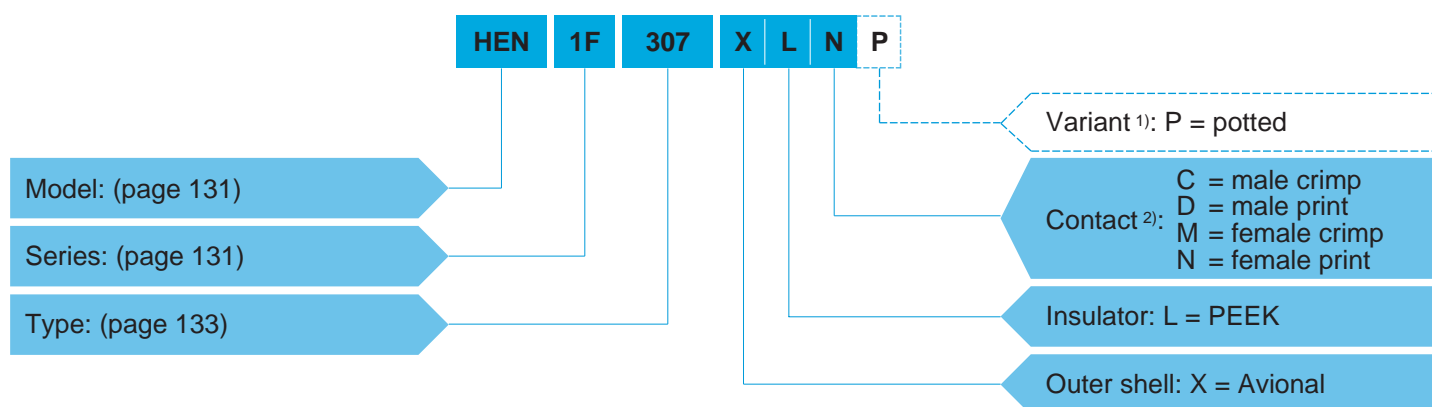 HEN 1F 307 X L N P
Variant 1): P = potted
Model: (page 131)
Series: (page 131)
Type: (page 133)
Contact 2):
C = male crimp
D = male print
M = female crimp
N = female print
Insulator: L = PEEK
Outer shell: X = Avional